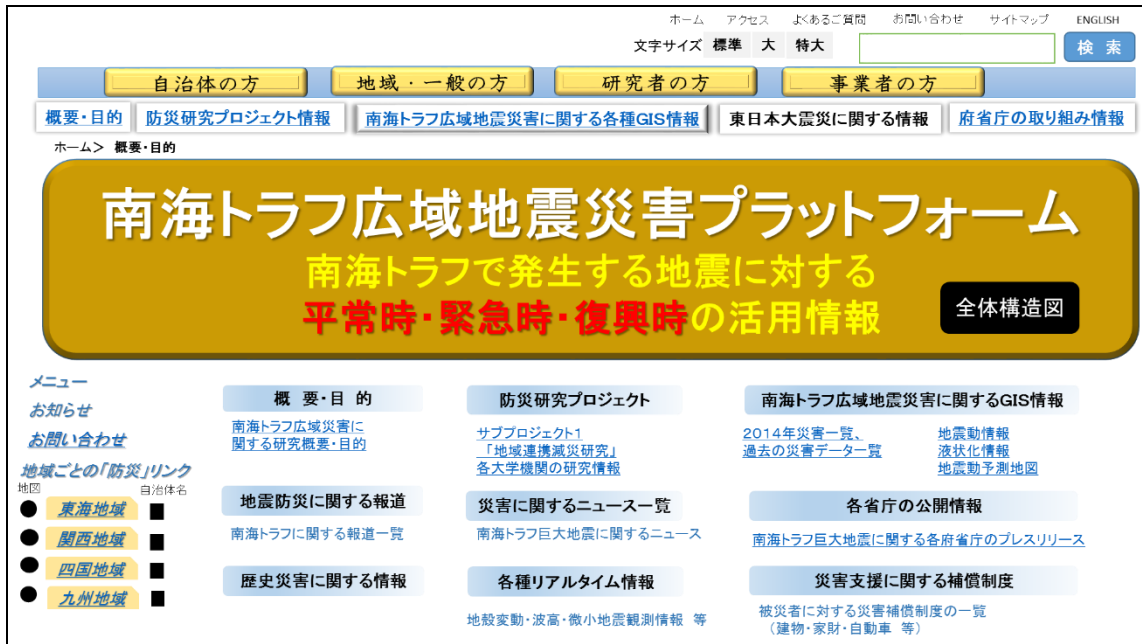 ホーム アクセス よくあるご質問 お問い合わせ サイトマップ ENGLISH
文字サイズ 標準 大 特大 検 索
自治体の方 地域・一般の方 研究者の方 事業者の方
概要・目的 防災研究プロジェクト情報 南海トラフ広域地震災害に関する各種GIS情報 東日本大震災に関する情報 府省庁の取り組み情報
ホーム＞ 概要・目的
南海トラフ広域地震災害プラットフォーム
南海トラフで発生する地震に対する
平常時・緊急時・復興時の活用情報
全体構造図
メニュー
お知らせ
お問い合わせ
地域ごとの「防災」リンク
地図 自治体名
東海地域
関西地域
四国地域
九州地域
概 要・目 的
南海トラフ広域災害に
関する研究概要・目的
防災研究プロジェクト
サブプロジェクト1
「地域連携減災研究」
各大学機関の研究情報
南海トラフ広域地震災害に関するGIS情報
2014年災害一覧、
過去の災害データ一覧
地震動情報
液状化情報
地震動予測地図
地震防災に関する報道
南海トラフに関する報道一覧
災害に関するニュース一覧
南海トラフ巨大地震に関するニュース
各省庁の公開情報
南海トラフ巨大地震に関する各府省庁のプレスリリース
歴史災害に関する情報
各種リアルタイム情報
地殻変動・波高・微小地震観測情報 等
災害支援に関する補償制度
被災者に対する災害補償制度の一覧
（建物・家財・自動車 等）